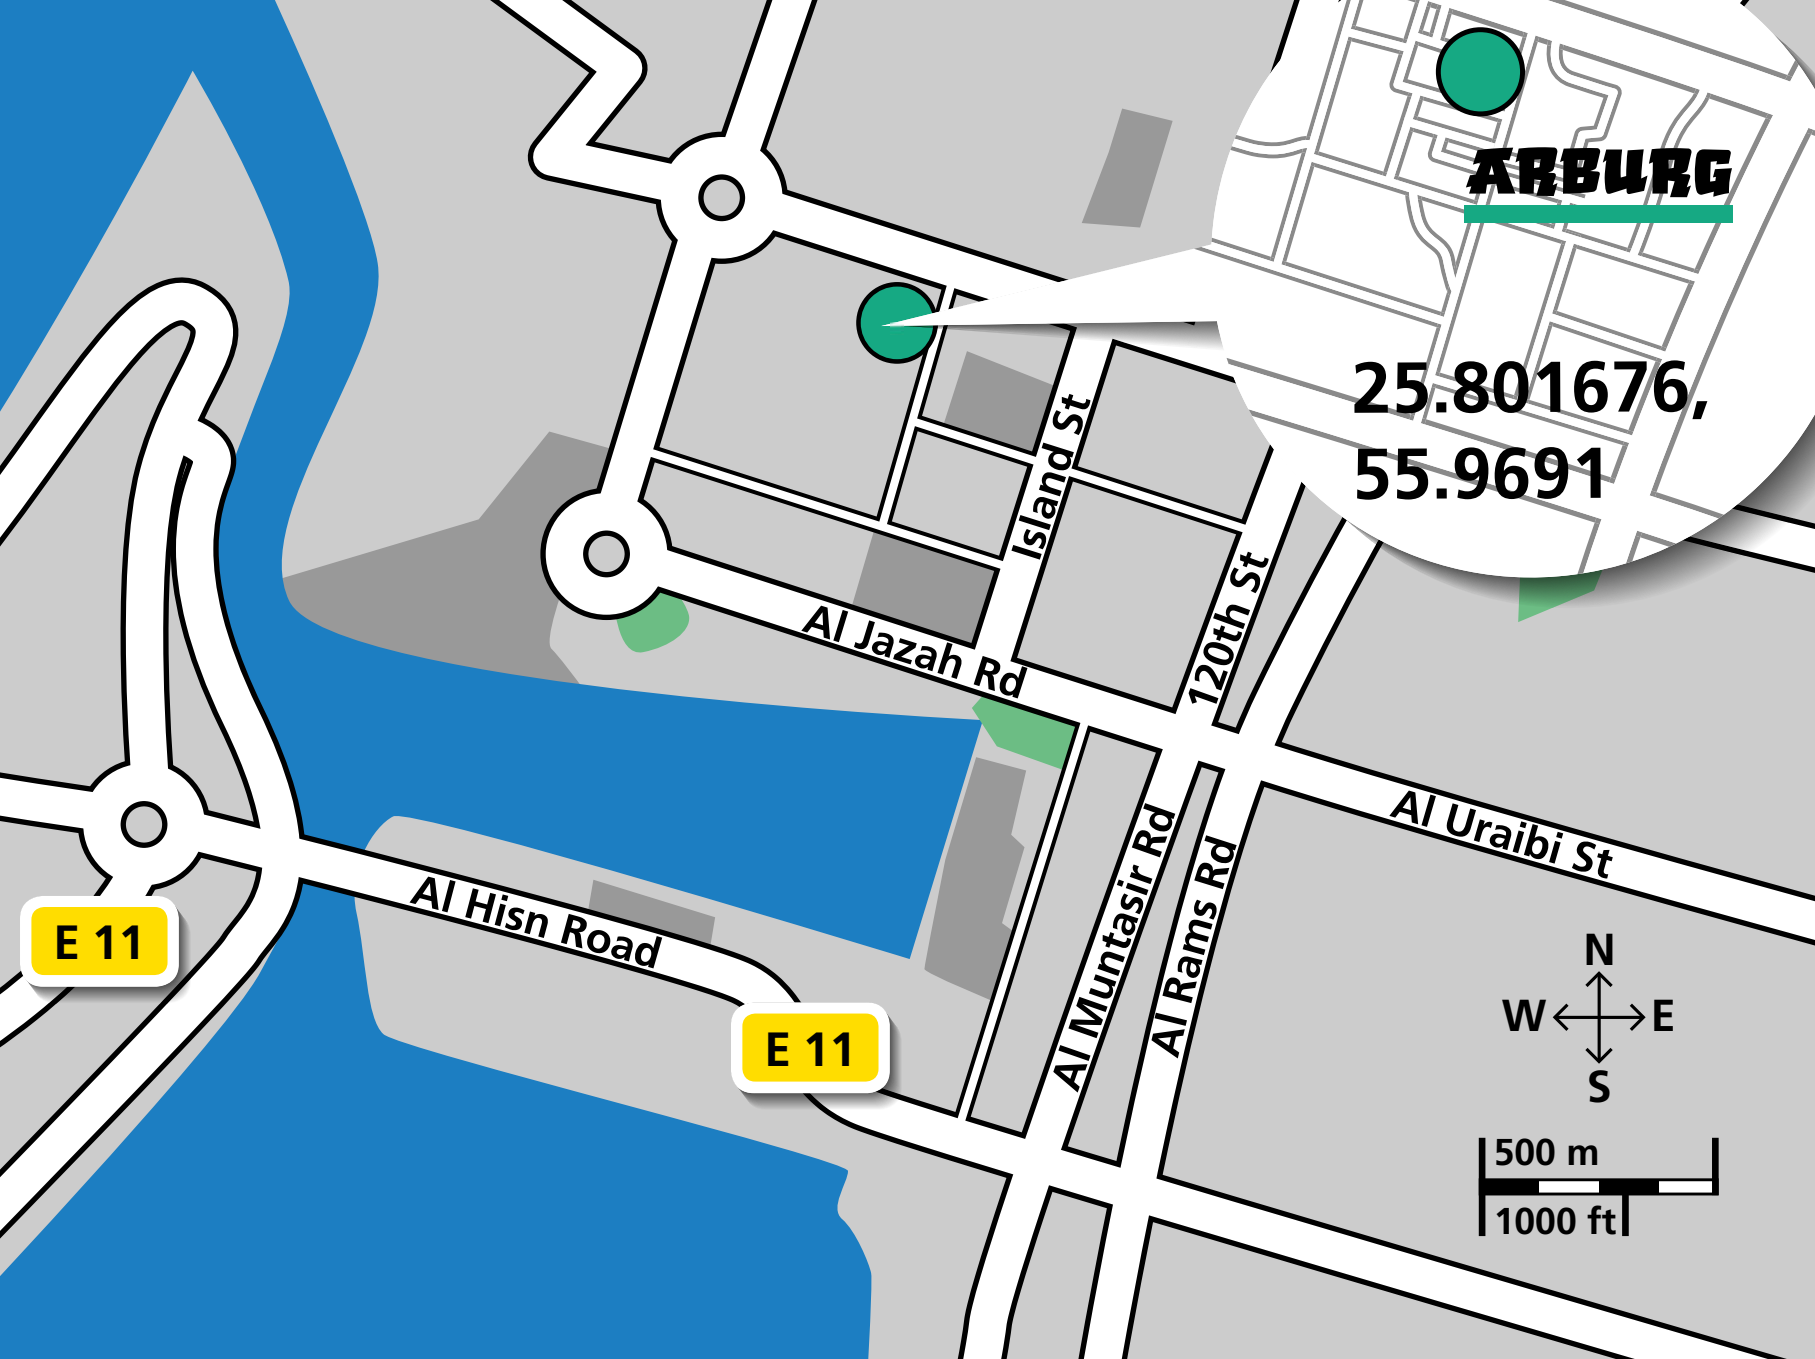 ARBURG
25.801676,
55.9691
Island St
120th St
Al Jazah Rd
Al Uraibi St
Al Muntasir Rd
Al Rams Rd
Al Hisn Road
E 11
E 11
N
W E
S
500 m
1000 ft